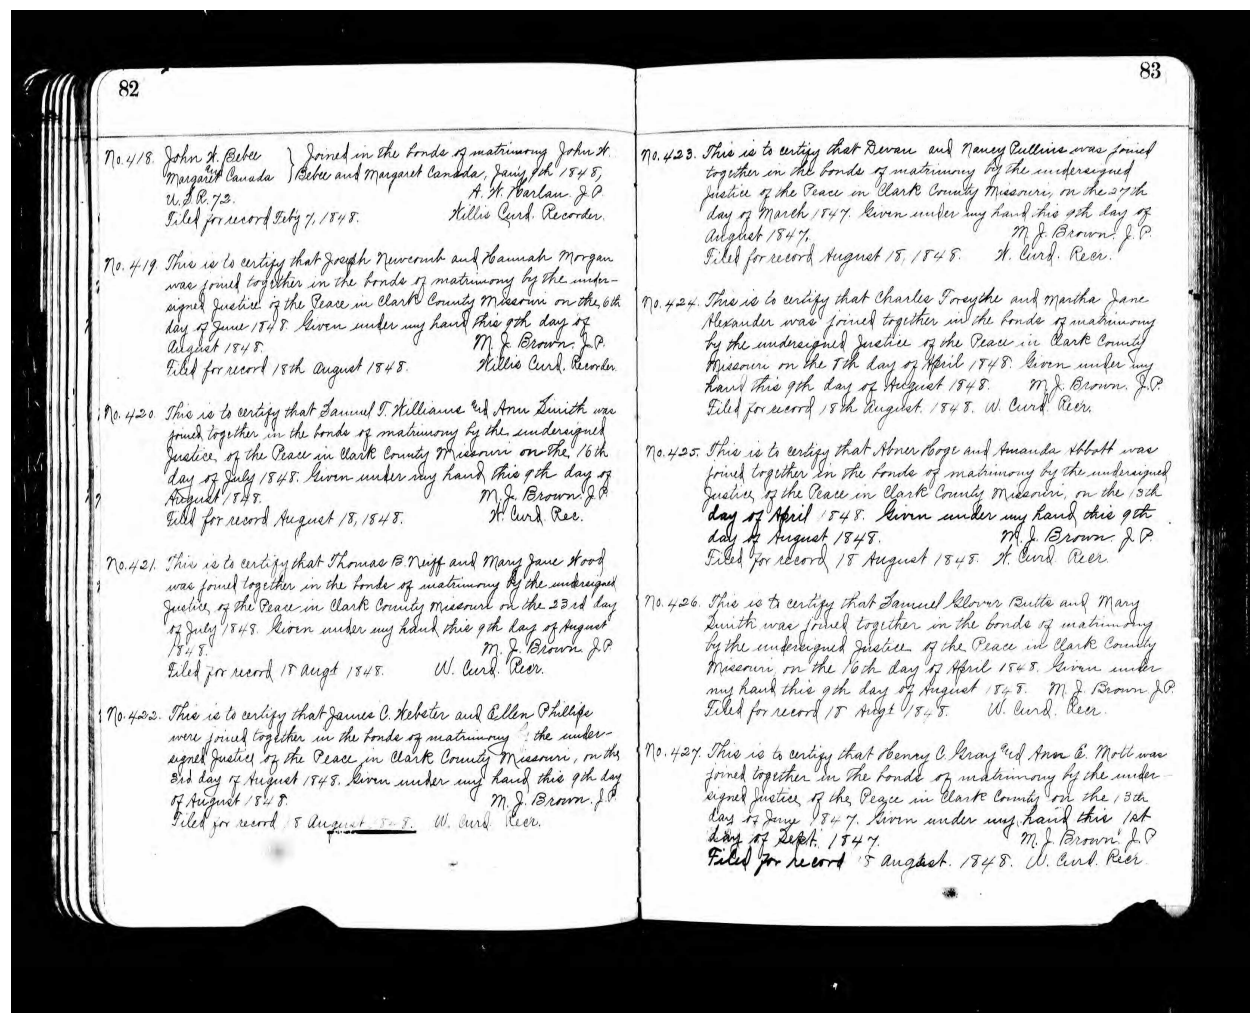 82
No. 418. John W. Bebee } Joined in the bonds of matrimony John W.
and Margaret Canada } Bebee and Margaret Canada, Jany 9th 1848,
A. W. Harlan J.P.
U.S.R. 72.
Filed for record Feby 7, 1848. Willis Curd. Recorder.
No. 419. This is to certify that Joseph Newcomb and Hannah Morgan
was joined together in the bonds of matrimony by the under-
signed Justice of the Peace in Clark County Missouri on the 6th
day of June 1848. Given under my hand this 9th day of
August 1848. M. J. Brown. J.P.
Filed for record 18th August 1848. Willis Curd. Recorder.
No. 420. This is to certify that Samuel T. Williams and Ann Smith was
joined together in the bonds of matrimony by the undersigned
Justice of the Peace in Clark County Missouri on the 16th
day of July 1848. Given under my hand this 9th day of
August 1848. M. J. Brown. J.P.
Filed for record August 18, 1848. W. Curd. Rec.
No. 421. This is to certify that Thomas B. Neiff and Mary Jane Wood
was joined together in the bonds of matrimony by the undersigned
Justice of the Peace in Clark County Missouri on the 23rd day
of July 1848. Given under my hand this 9th day of August
1848. M. J. Brown. J.P
Filed for record 18 Augt 1848. W. Curd. Recr.
No. 422. This is to certify that James C. Webster and Ellen Phillips
were joined together in the bonds of matrimony the under-
signed Justice of the Peace in Clark County Missouri, on the
3rd day of August 1848. Given under my hand this 9th day
of August 1848. M. J. Brown. J.P.
Filed for record 18 August 1848. W. Curd Recr.
83
No. 423. This is to certify that Devan and Nancy Pullins was joined
together in the bonds of matrimony by the undersigned
Justice of the Peace in Clark County Missouri, on the 27th
day of March 1847. Given under my hand this 9th day of
August 1847. M. J. Brown. J.P.
Filed for record August 18, 1848. W. Curd. Recr.
No. 424. This is to certify that Charles Forsythe and Martha Jane
Alexander was joined together in the bonds of matrimony
by the undersigned Justice of the Peace in Clark County
Missouri on the 8th day of April 1848. Given under my
hand this 9th day of August 1848. M. J. Brown. J.P.
Filed for record 18th August. 1848. W. Curd. Recr.
No. 425. This is to certify that Abner Hoge and Amanda Abbott was
joined together in the bonds of matrimony by the undersigned
Justice of the Peace in Clark County Missouri, on the 13th
day of April 1848. Given under my hand this 9th
day of August 1848. M. J. Brown. J.P.
Filed for record 18 August 1848. W. Curd Recr.
No. 426. This is to certify that Samuel Glover Butts and Mary
Smith was joined together in the bonds of matrimony
by the undersigned Justice of the Peace in Clark County
Missouri, on the 16th day of April 1848. Given under
my hand this 9th day of August 1848. M. J. Brown J.P.
Filed for record 18 Augt 1848. W. Curd. Recr.
No. 427. This is to certify that Henry C. Gray and Ann E. Mott was
joined together in the bonds of matrimony by the under-
signed Justice of the Peace in Clark County on the 13th
day of June 1847. Given under my hand this 1st
day of Sept. 1847. M. J. Brown. J.P
Filed for record 18 August. 1848. W. Curd. Recr.